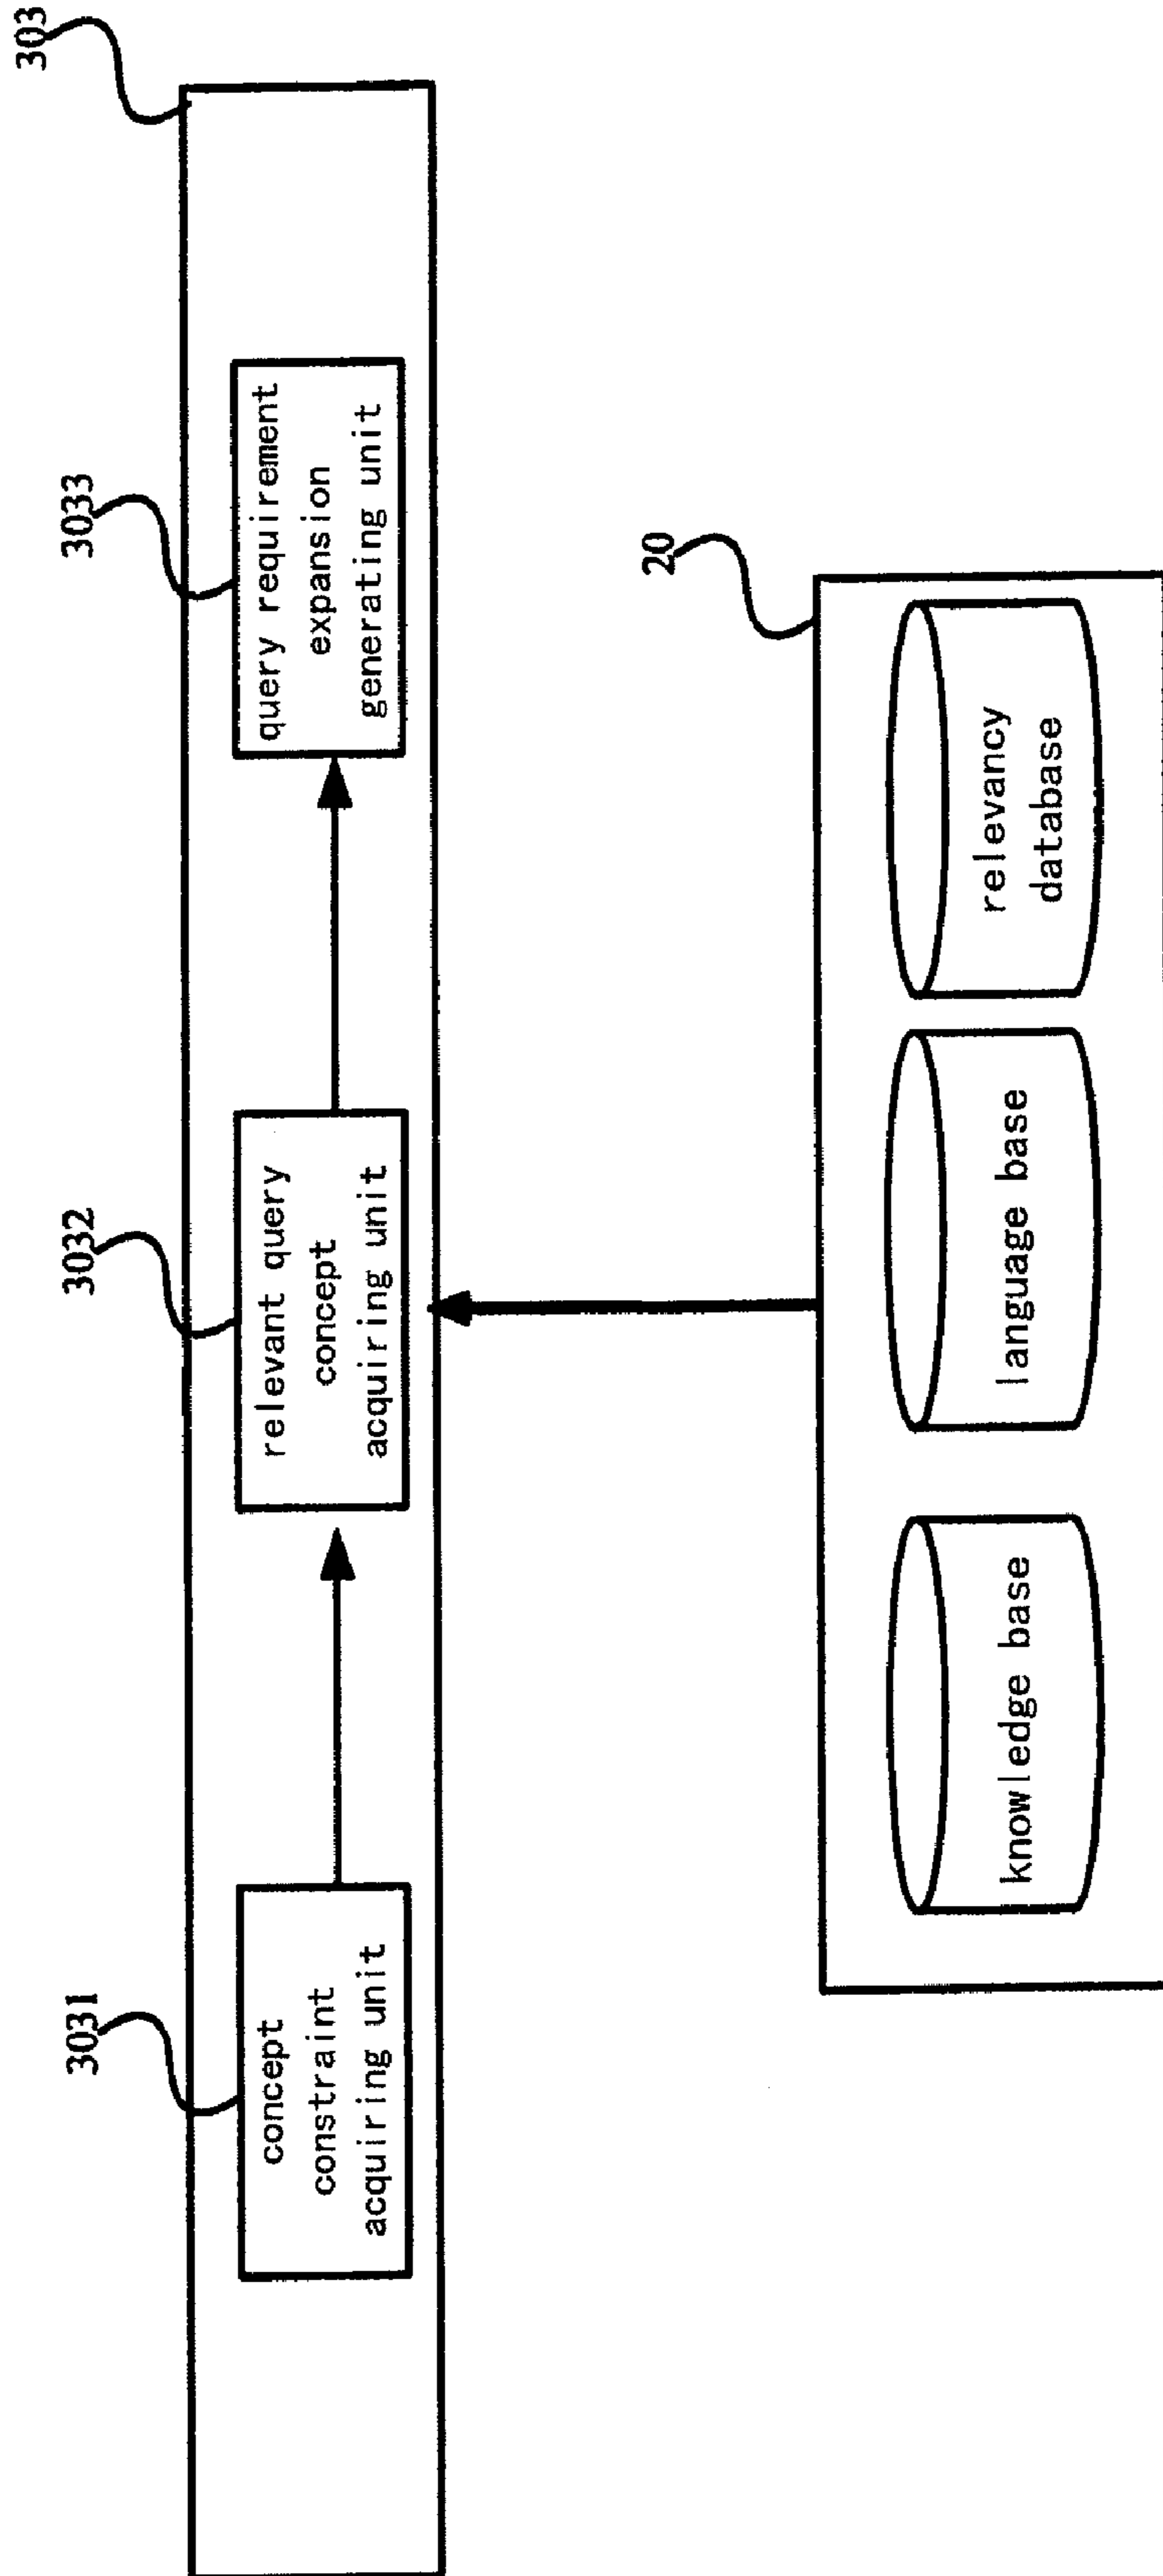 303
3031
concept
constraint
acquiring unit
3032
relevant query
concept
acquiring unit
3033
query requirement
expansion
generating unit
20
knowledge base
language base
relevancy
database